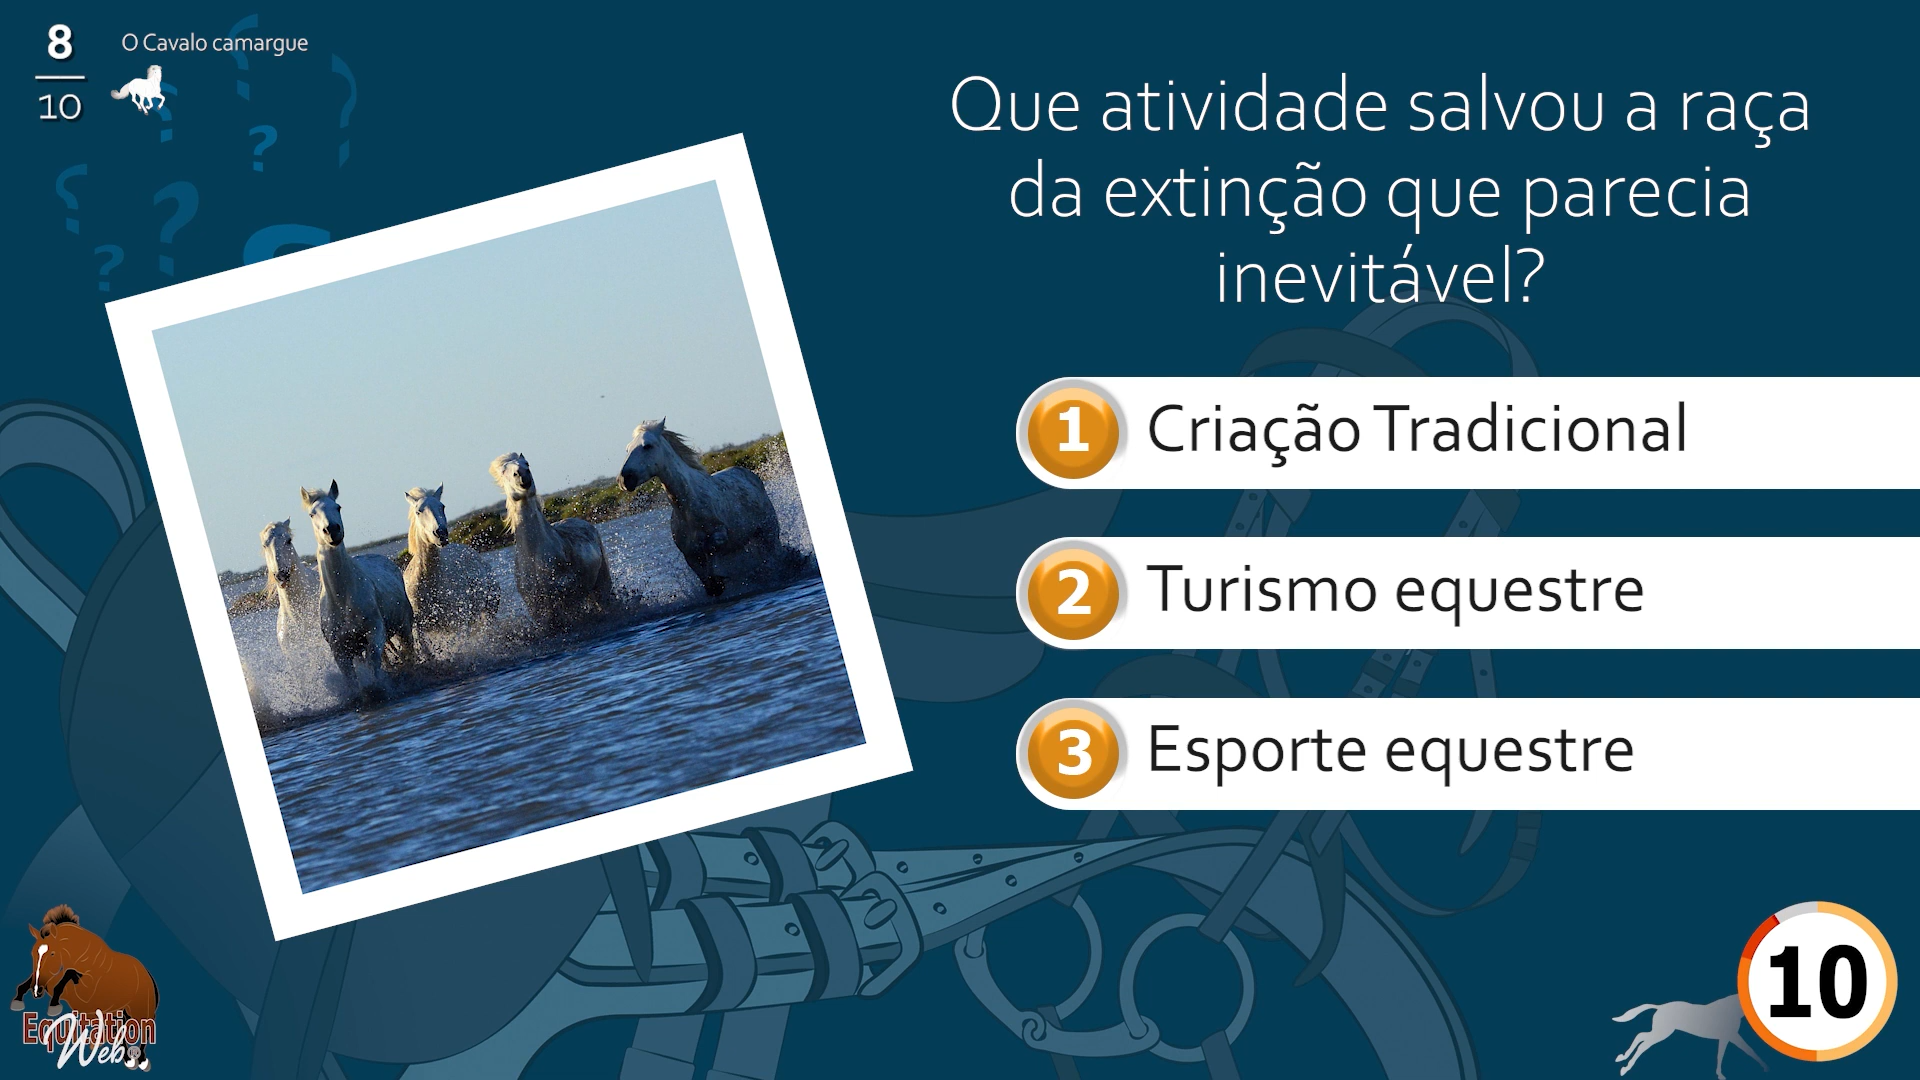 8
10
O Cavalo camargue
Que atividade salvou a raça
da extinção que parecia
inevitável?
1 Criação Tradicional
2 Turismo equestre
3 Esporte equestre
10
Equitation
Web®